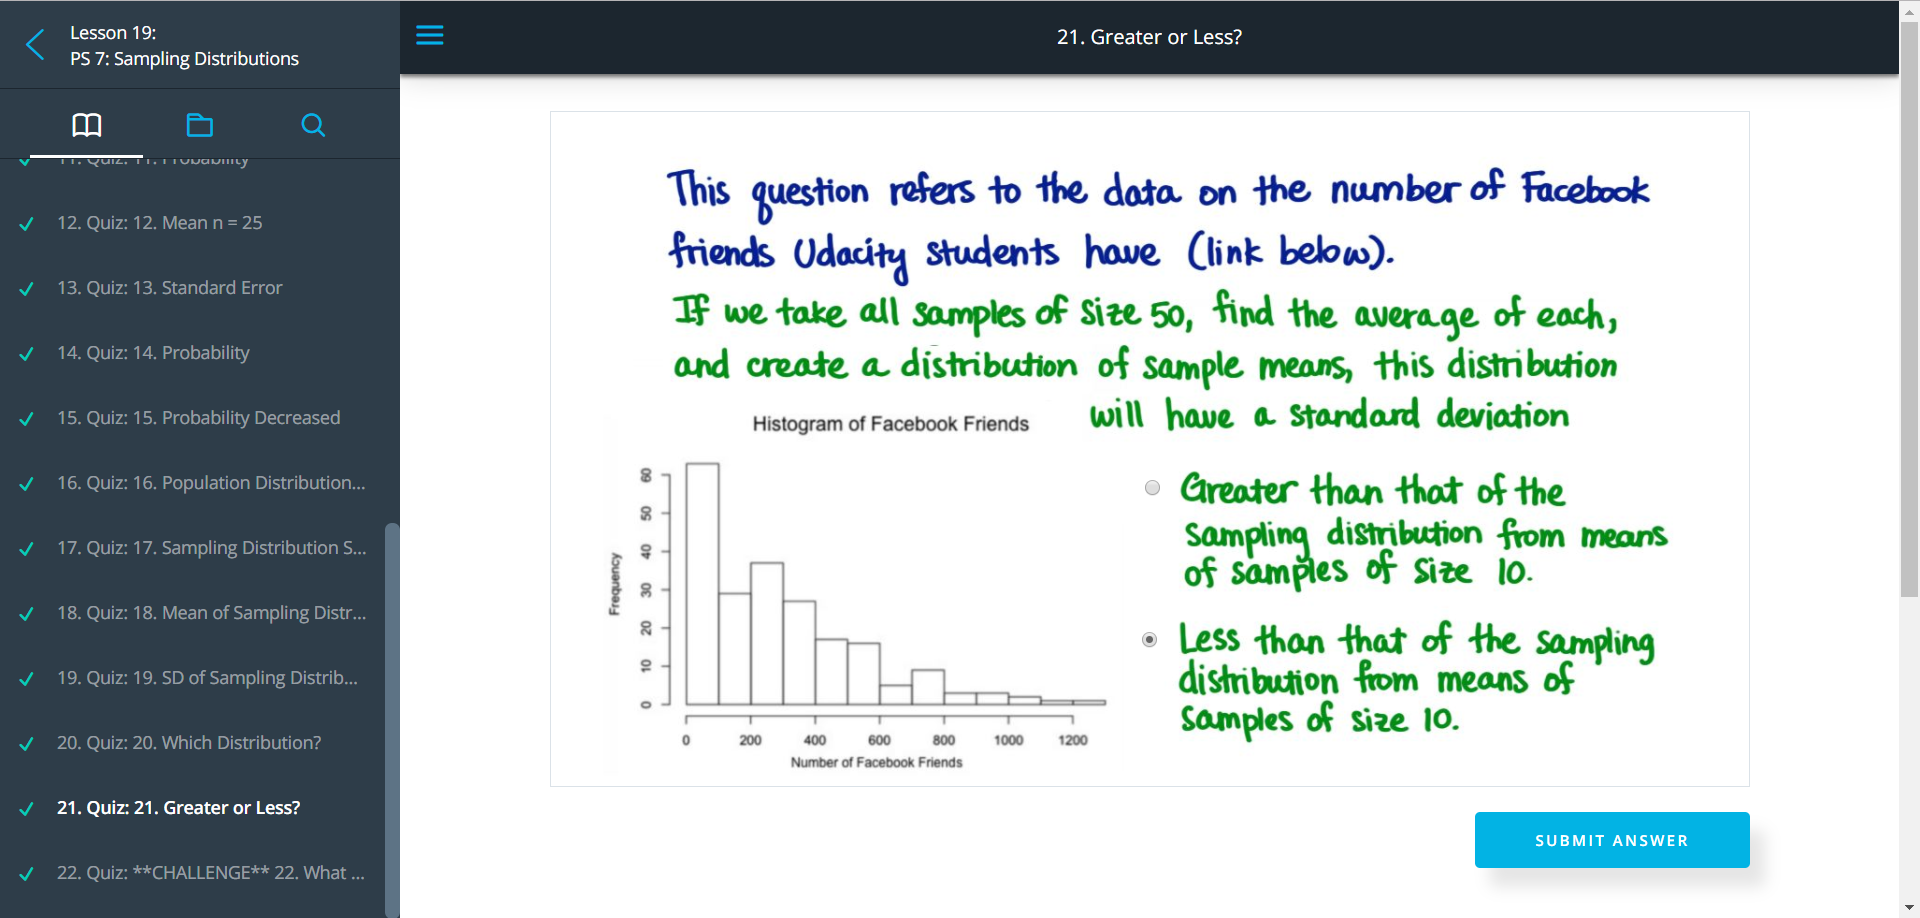 Lesson 19:
PS 7: Sampling Distributions
21. Greater or Less?
11. Quiz: 11. Probability
12. Quiz: 12. Mean n = 25
13. Quiz: 13. Standard Error
14. Quiz: 14. Probability
15. Quiz: 15. Probability Decreased
16. Quiz: 16. Population Distribution...
17. Quiz: 17. Sampling Distribution S...
18. Quiz: 18. Mean of Sampling Distr...
19. Quiz: 19. SD of Sampling Distrib...
20. Quiz: 20. Which Distribution?
21. Quiz: 21. Greater or Less?
22. Quiz: **CHALLENGE** 22. What ...
This question refers to the data on the number of Facebook
friends Udacity students have (link below).
If we take all samples of size 50, find the average of each,
and create a distribution of sample means, this distribution
will have a standard deviation
Histogram of Facebook Friends
Frequency
60
50
40
30
20
10
0
0 200 400 600 800 1000 1200
Number of Facebook Friends
Greater than that of the
sampling distribution from means
of samples of size 10.
Less than that of the sampling
distribution from means of
samples of size 10.
SUBMIT ANSWER